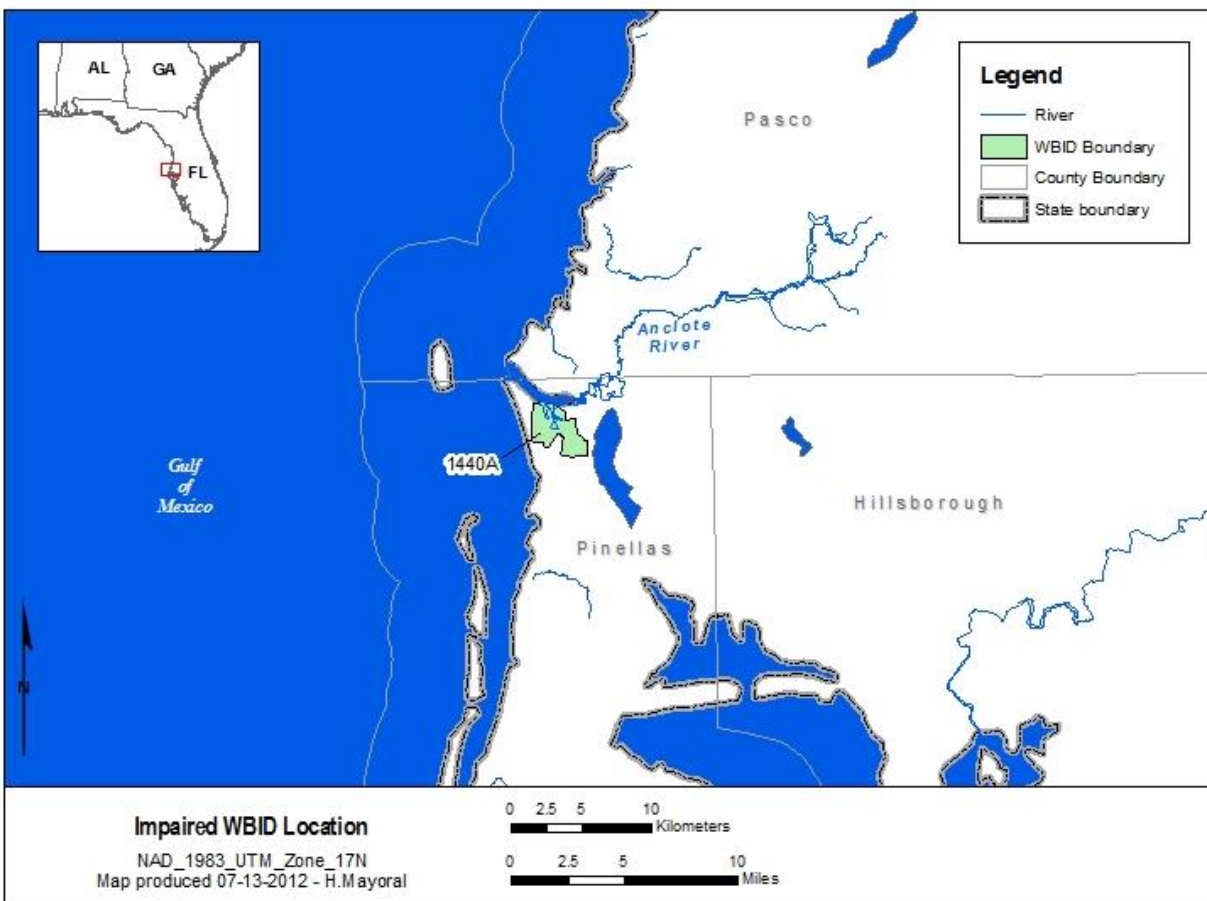 AL
GA
FL
Legend
River
WBID Boundary
County Boundary
State boundary
Pasco
Anclote
River
1440A
Gulf
of
Mexico
Hillsborough
Pinellas
N
Impaired WBID Location
NAD_1983_UTM_Zone_17N
Map produced 07-13-2012 - H.Mayoral
0 2.5 5 10
Kilometers
0 2.5 5 10
Miles